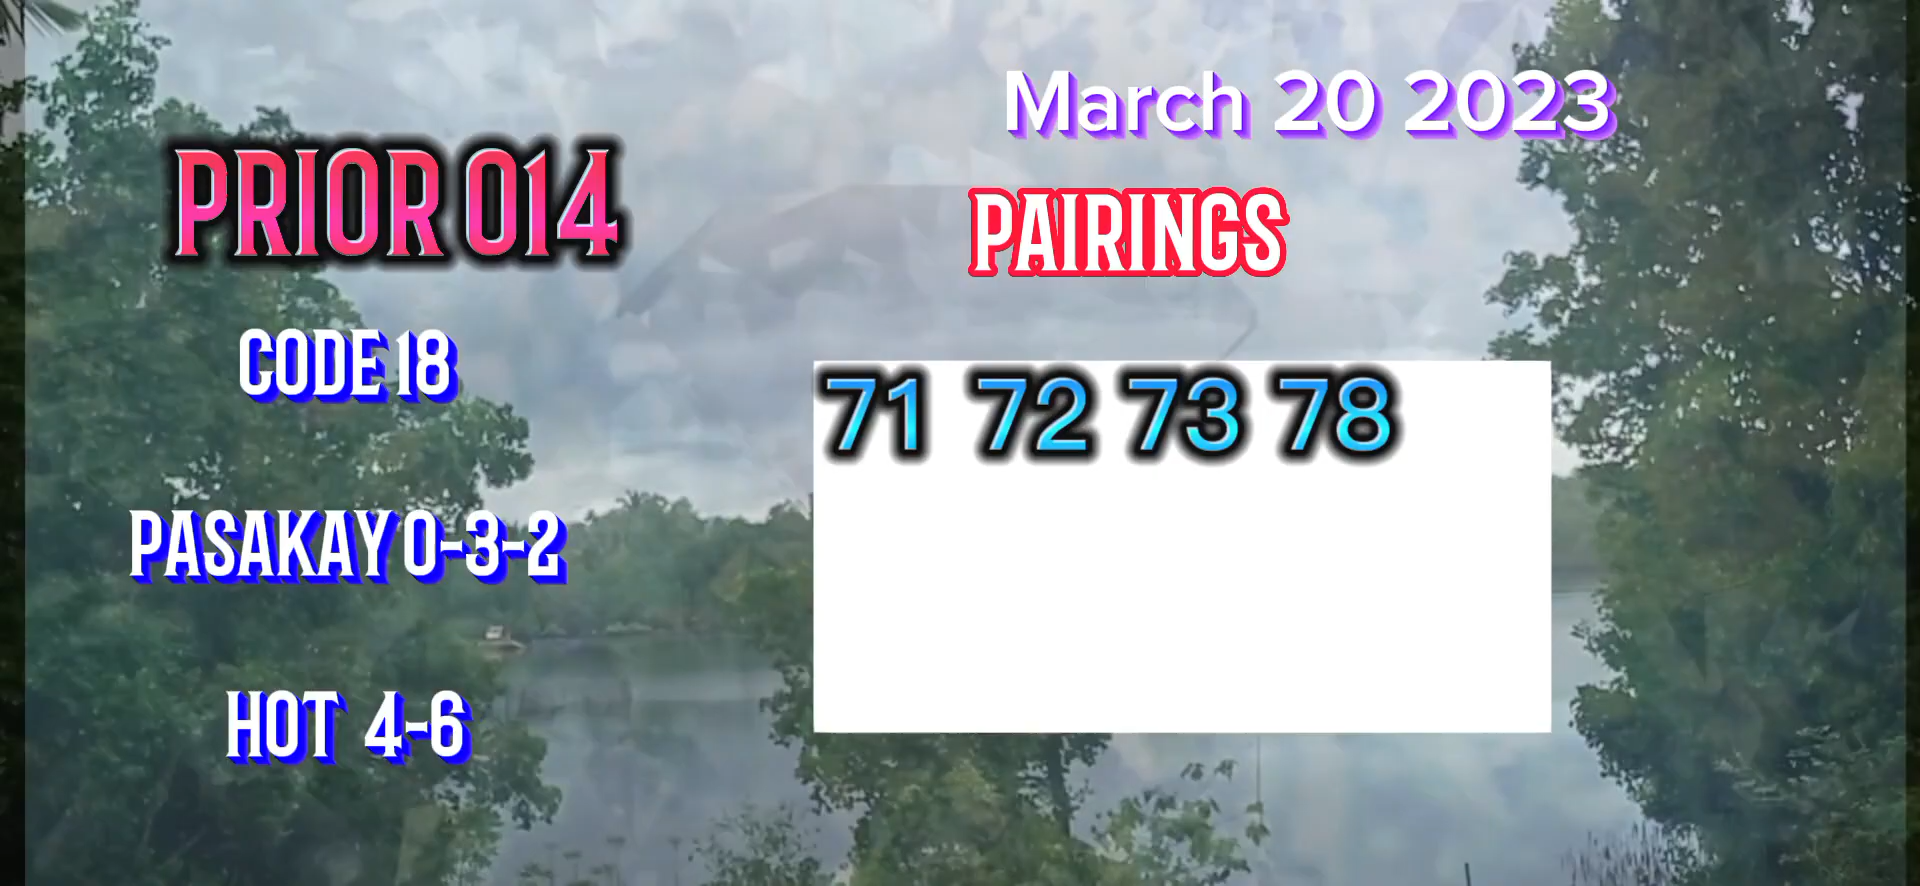 March 20 2023
PRIOR 014
PAIRINGS
CODE 18
71 72 73 78
PASAKAY 0-3-2
HOT 4-6